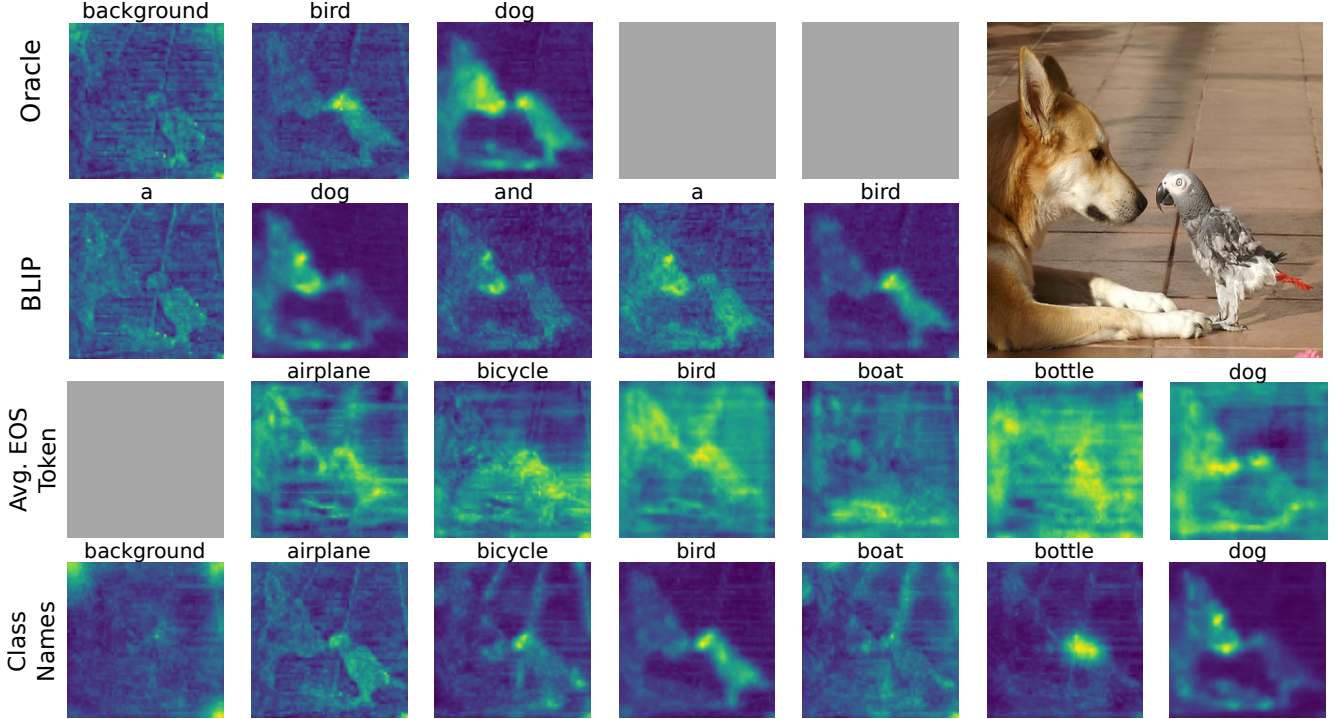 background bird dog
Oracle
a dog and a bird
BLIP
airplane bicycle bird boat bottle dog
Avg. EOS
Token
background airplane bicycle bird boat bottle dog
Class
Names